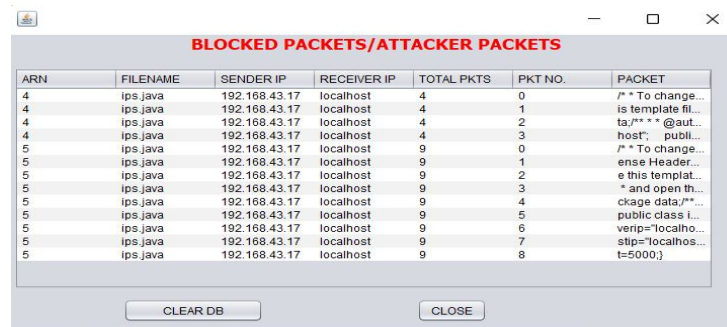 BLOCKED PACKETS/ATTACKER PACKETS
ARN FILENAME SENDER IP RECEIVER IP TOTAL PKTS PKT NO. PACKET
4 ips.java 192.168.43.17 localhost 4 0 /* * To change...
4 ips.java 192.168.43.17 localhost 4 1 is template fil...
4 ips.java 192.168.43.17 localhost 4 2 ta;/** * * @aut...
4 ips.java 192.168.43.17 localhost 4 3 host"; publi...
5 ips.java 192.168.43.17 localhost 9 0 /* * To change...
5 ips.java 192.168.43.17 localhost 9 1 ense Header...
5 ips.java 192.168.43.17 localhost 9 2 e this templat...
5 ips.java 192.168.43.17 localhost 9 3 * and open th...
5 ips.java 192.168.43.17 localhost 9 4 ckage data;/**...
5 ips.java 192.168.43.17 localhost 9 5 public class i...
5 ips.java 192.168.43.17 localhost 9 6 verip="localho...
5 ips.java 192.168.43.17 localhost 9 7 stip="localhos...
5 ips.java 192.168.43.17 localhost 9 8 t=5000;}
CLEAR DB CLOSE